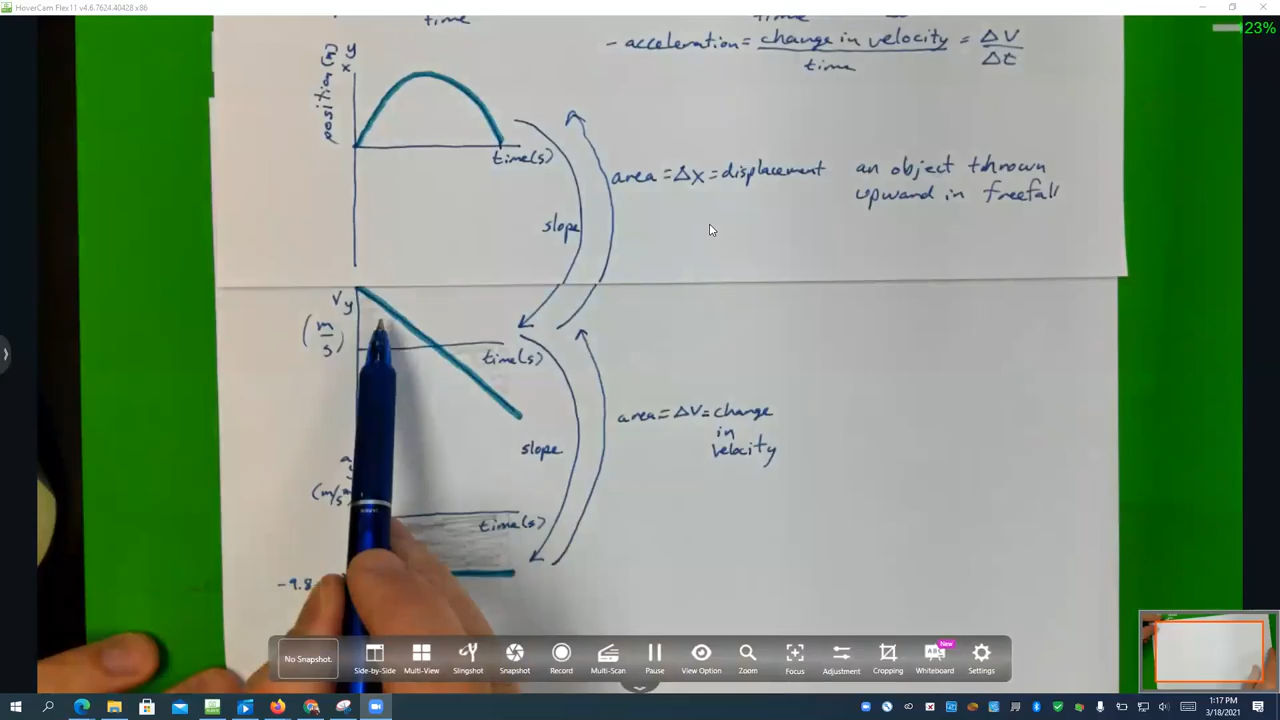 HoverCam Flex11 v4.6.7624.40428 x86
23%
time
time
- acceleration = change in velocity = ΔV
time Δt
position (m)
x y
time(s)
area = Δx = displacement
an object thrown
upward in freefall
slope
Vy
(m/s)
time(s)
area = ΔV = change
in
velocity
slope
(m/s
time(s)
-9.8
No Snapshot.
Side-by-Side
Multi-View
Slingshot
Snapshot
Record
Multi-Scan
Pause
View Option
Zoom
Focus
Adjustment
Cropping
New
ABC
Whiteboard
Settings
1:17 PM
3/18/2021